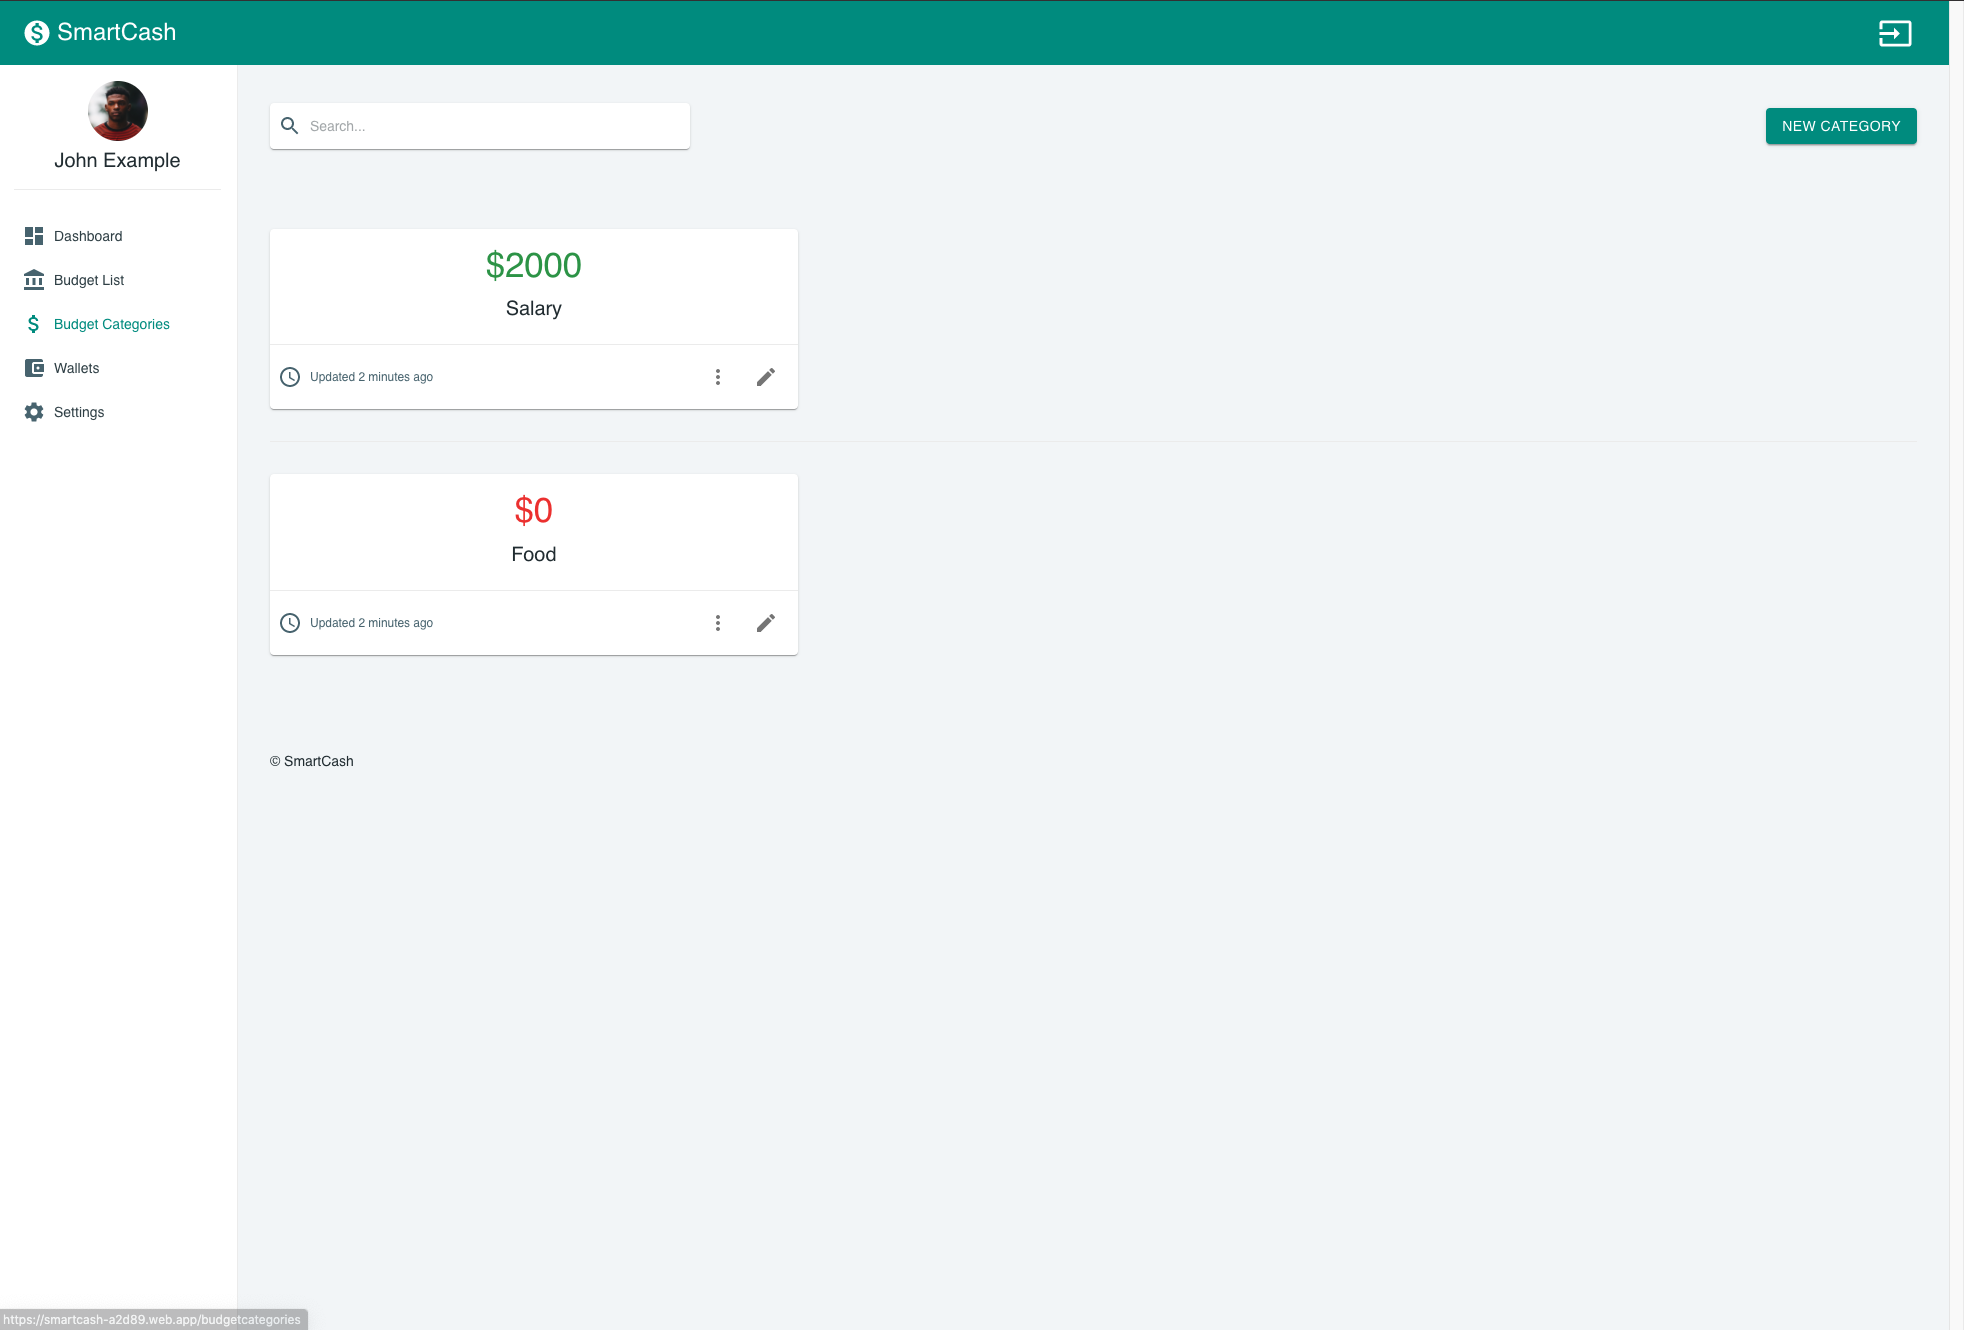 SmartCash
John Example
Dashboard
Budget List
Budget Categories
Wallets
Settings
Search...
NEW CATEGORY
$2000
Salary
Updated 2 minutes ago
$0
Food
Updated 2 minutes ago
© SmartCash
https://smartcash-a2d89.web.app/budgetcategories